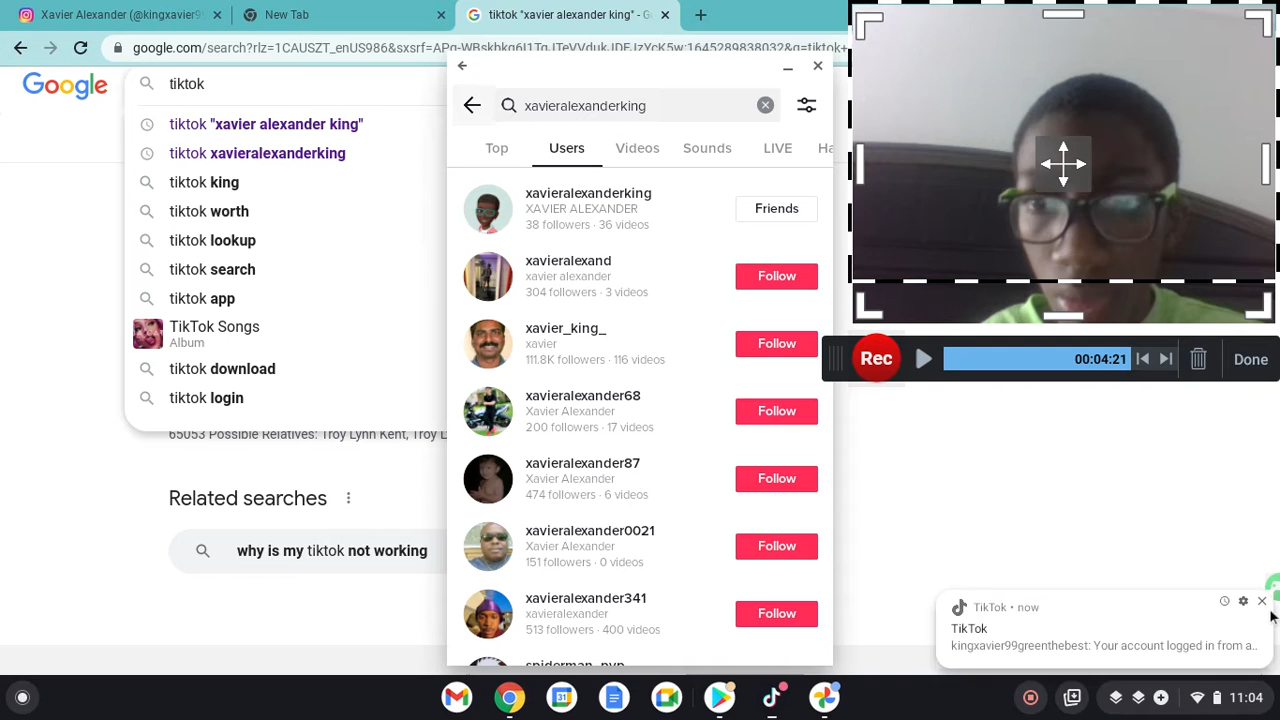 Xavier Alexander (@kingxavier9
New Tab
tiktok "xavier alexander king" - G
google.com/search?rlz=1CAUSZT_enUS986&sxsrf=
Google
tiktok
tiktok "xavier alexander king"
tiktok xavieralexanderking
tiktok king
tiktok worth
tiktok lookup
tiktok search
tiktok app
TikTok Songs
Album
tiktok download
tiktok login
65053 Possible Relatives: Troy Lynn Kent, Troy L
Related searches
why is my tiktok not working
xavieralexanderking
Top Users Videos Sounds LIVE Ha
xavieralexanderking
XAVIER ALEXANDER
38 followers · 36 videos
Friends
xavieralexand
xavier alexander
304 followers · 3 videos
Follow
xavier_king_
xavier
111.8K followers · 116 videos
Follow
xavieralexander68
Xavier Alexander
200 followers · 17 videos
Follow
xavieralexander87
Xavier Alexander
474 followers · 6 videos
Follow
xavieralexander0021
Xavier Alexander
151 followers · 0 videos
Follow
xavieralexander341
xavieralexander
513 followers · 400 videos
Follow
Rec
00:04:21
Done
TikTok • now
TikTok
kingxavier99greenthebest: Your account logged in from a..
31
11:04